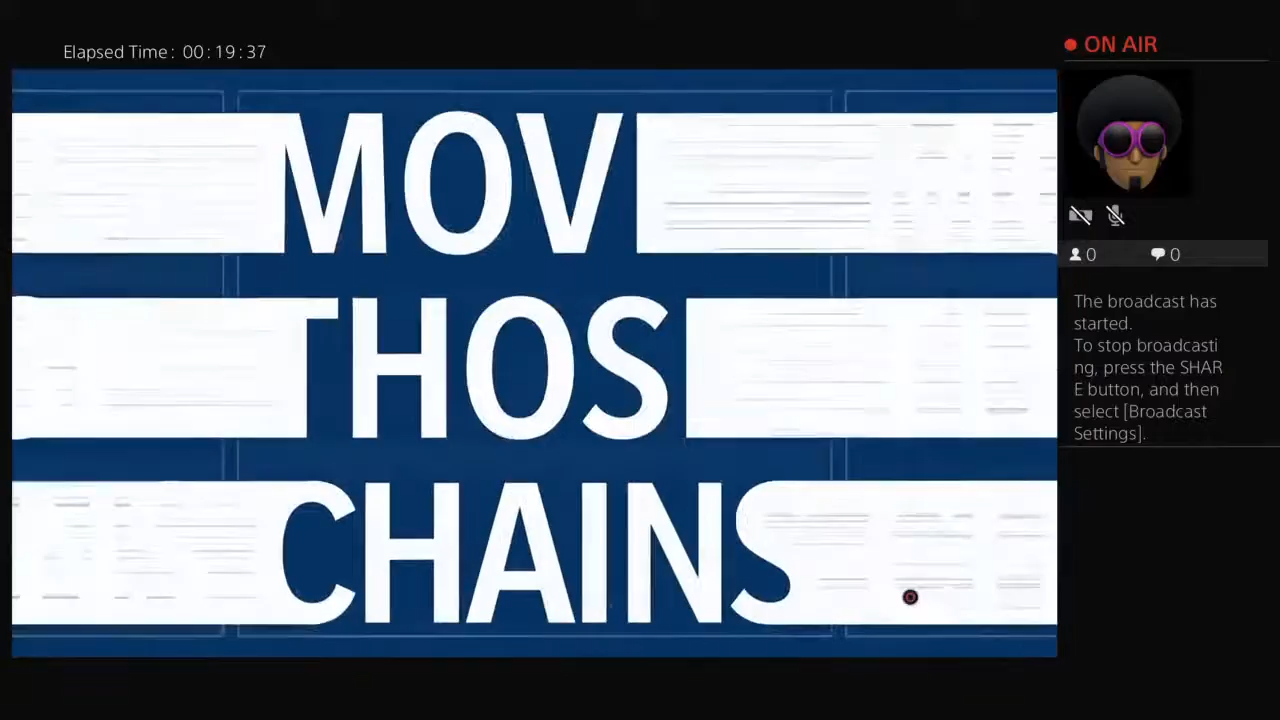 Elapsed Time: 00:19:37
ON AIR
MOV
THOS
CHAINS
0
0
The broadcast has
started.
To stop broadcasti
ng, press the SHAR
E button, and then
select [Broadcast
Settings].